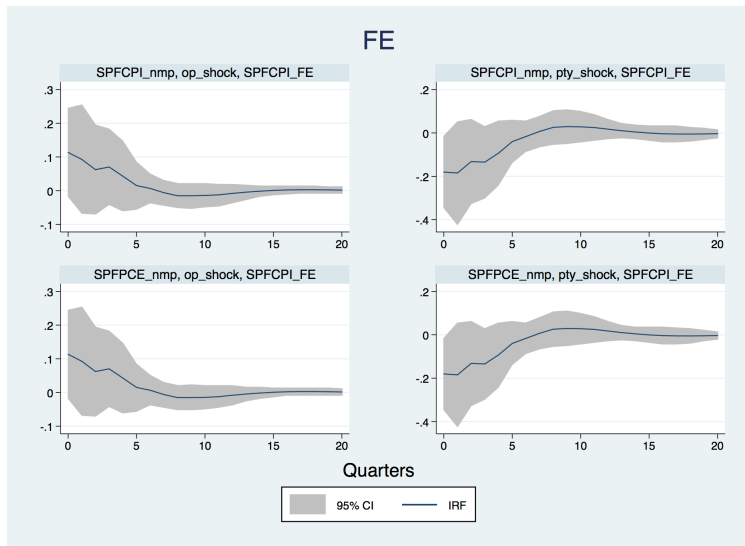 FE
SPFCPI_nmp, op_shock, SPFCPI_FE
.3
.2
.1
0
-.1
0 5 10 15 20
SPFCPI_nmp, pty_shock, SPFCPI_FE
.2
0
-.2
-.4
0 5 10 15 20
SPFPCE_nmp, op_shock, SPFCPI_FE
.3
.2
.1
0
-.1
0 5 10 15 20
SPFPCE_nmp, pty_shock, SPFCPI_FE
.2
0
-.2
-.4
0 5 10 15 20
Quarters
95% CI IRF